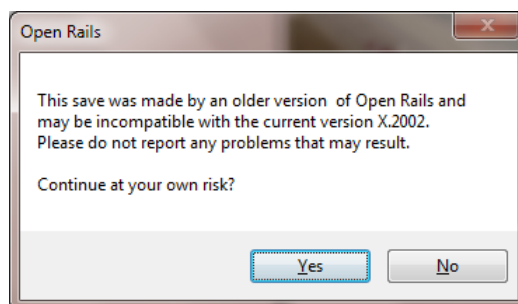 Open Rails
This save was made by an older version  of Open Rails and
may be incompatible with the current version X.2002.
Please do not report any problems that may result.
Continue at your own risk?
Yes
No